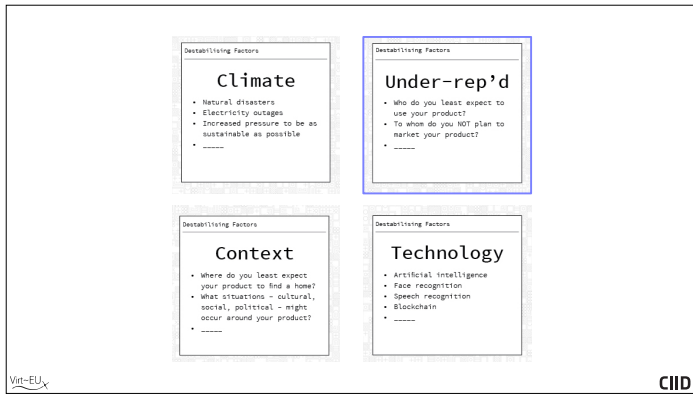 Destabilising Factors
Climate
• Natural disasters
• Electricity outages
• Increased pressure to be as
sustainable as possible
• _____
Destabilising Factors
Under-rep’d
• Who do you least expect to
use your product?
• To whom do you NOT plan to
market your product?
• _____
Destabilising Factors
Context
• Where do you least expect
your product to find a home?
• What situations – cultural,
social, political – might
occur around your product?
• _____
Destabilising Factors
Technology
• Artificial intelligence
• Face recognition
• Speech recognition
• Blockchain
• _____
Virt-EU
CIID